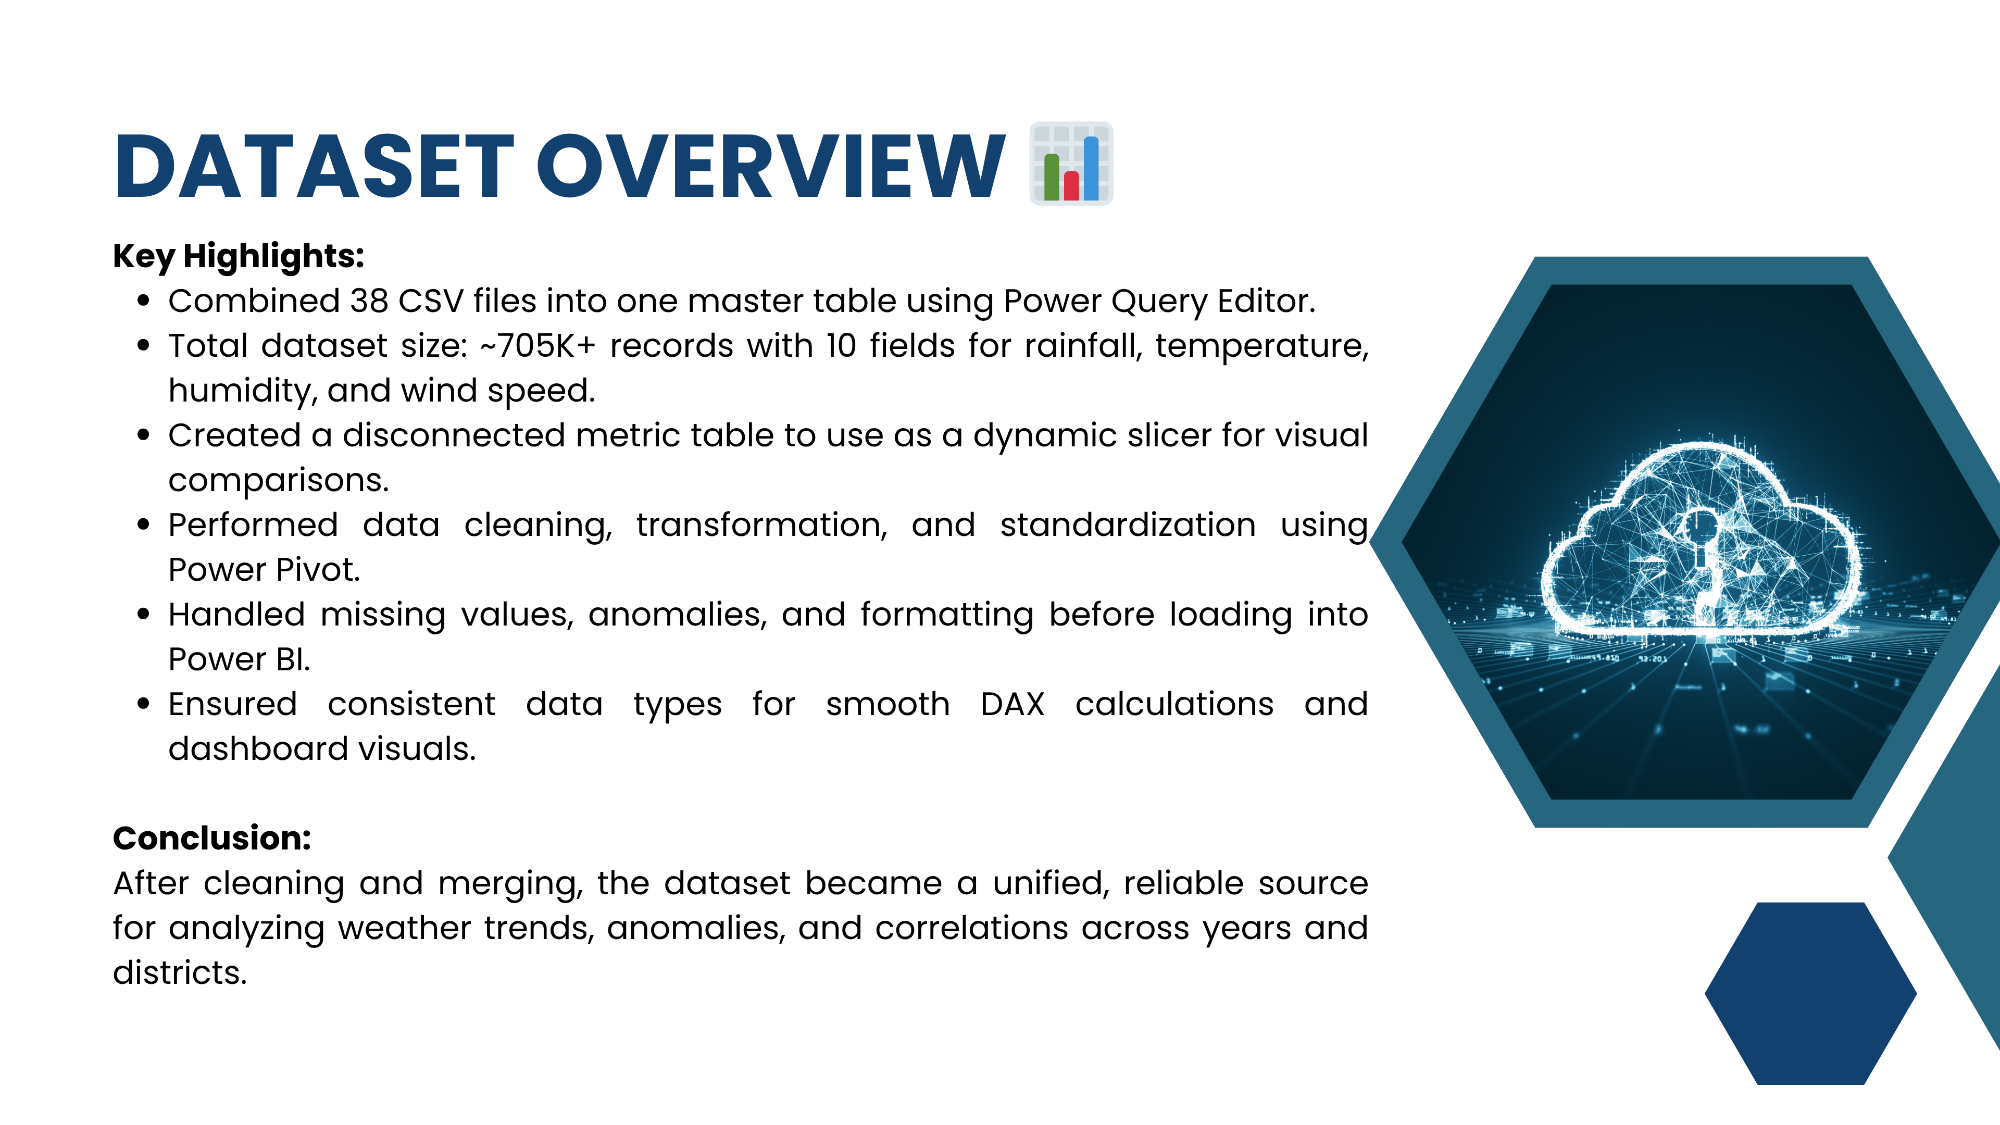 DATASET OVERVIEW 📊
Key Highlights:
• Combined 38 CSV files into one master table using Power Query Editor.
• Total dataset size: ~705K+ records with 10 fields for rainfall, temperature,
humidity, and wind speed.
• Created a disconnected metric table to use as a dynamic slicer for visual
comparisons.
• Performed data cleaning, transformation, and standardization using
Power Pivot.
• Handled missing values, anomalies, and formatting before loading into
Power BI.
• Ensured consistent data types for smooth DAX calculations and
dashboard visuals.
Conclusion:
After cleaning and merging, the dataset became a unified, reliable source
for analyzing weather trends, anomalies, and correlations across years and
districts.